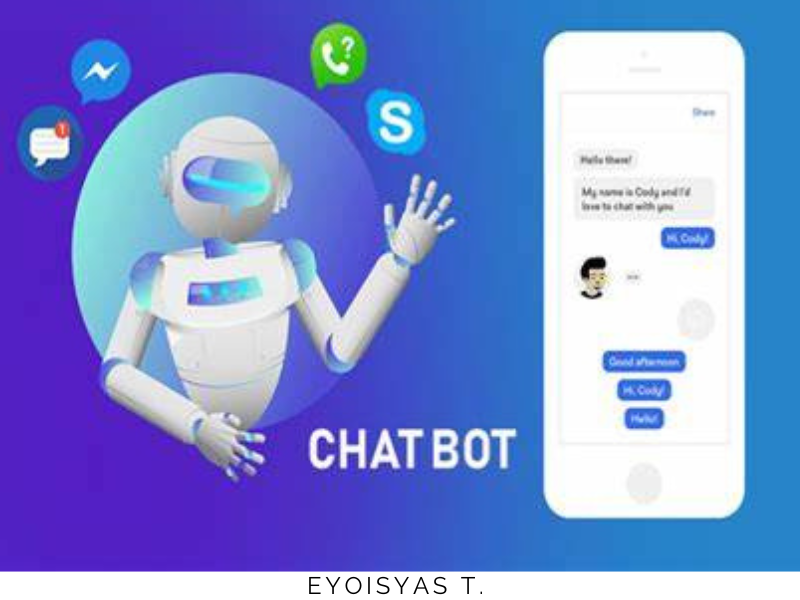 1
?
S
Share
Hello there!
My name is Cody and I'd
love to chat with you
Hi, Cody!
Good afternoon
Hi, Cody!
Hello!
CHAT BOT
EYOISYAS T.